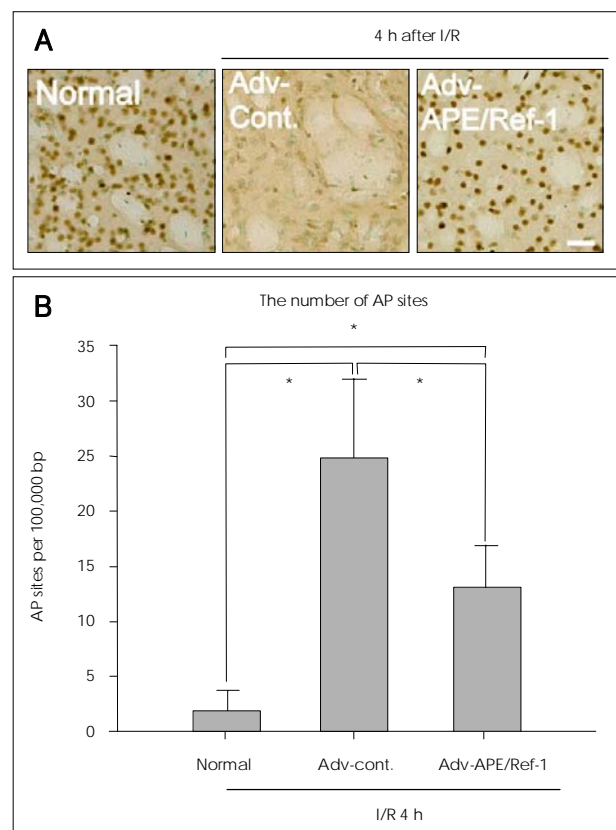 A
4 h after I/R
Normal
Adv-
Cont.
Adv-
APE/Ref-1
B
The number of AP sites
*
* *
35
30
25
20
15
10
5
0
AP sites per 100,000 bp
Normal Adv-cont. Adv-APE/Ref-1
I/R 4 h